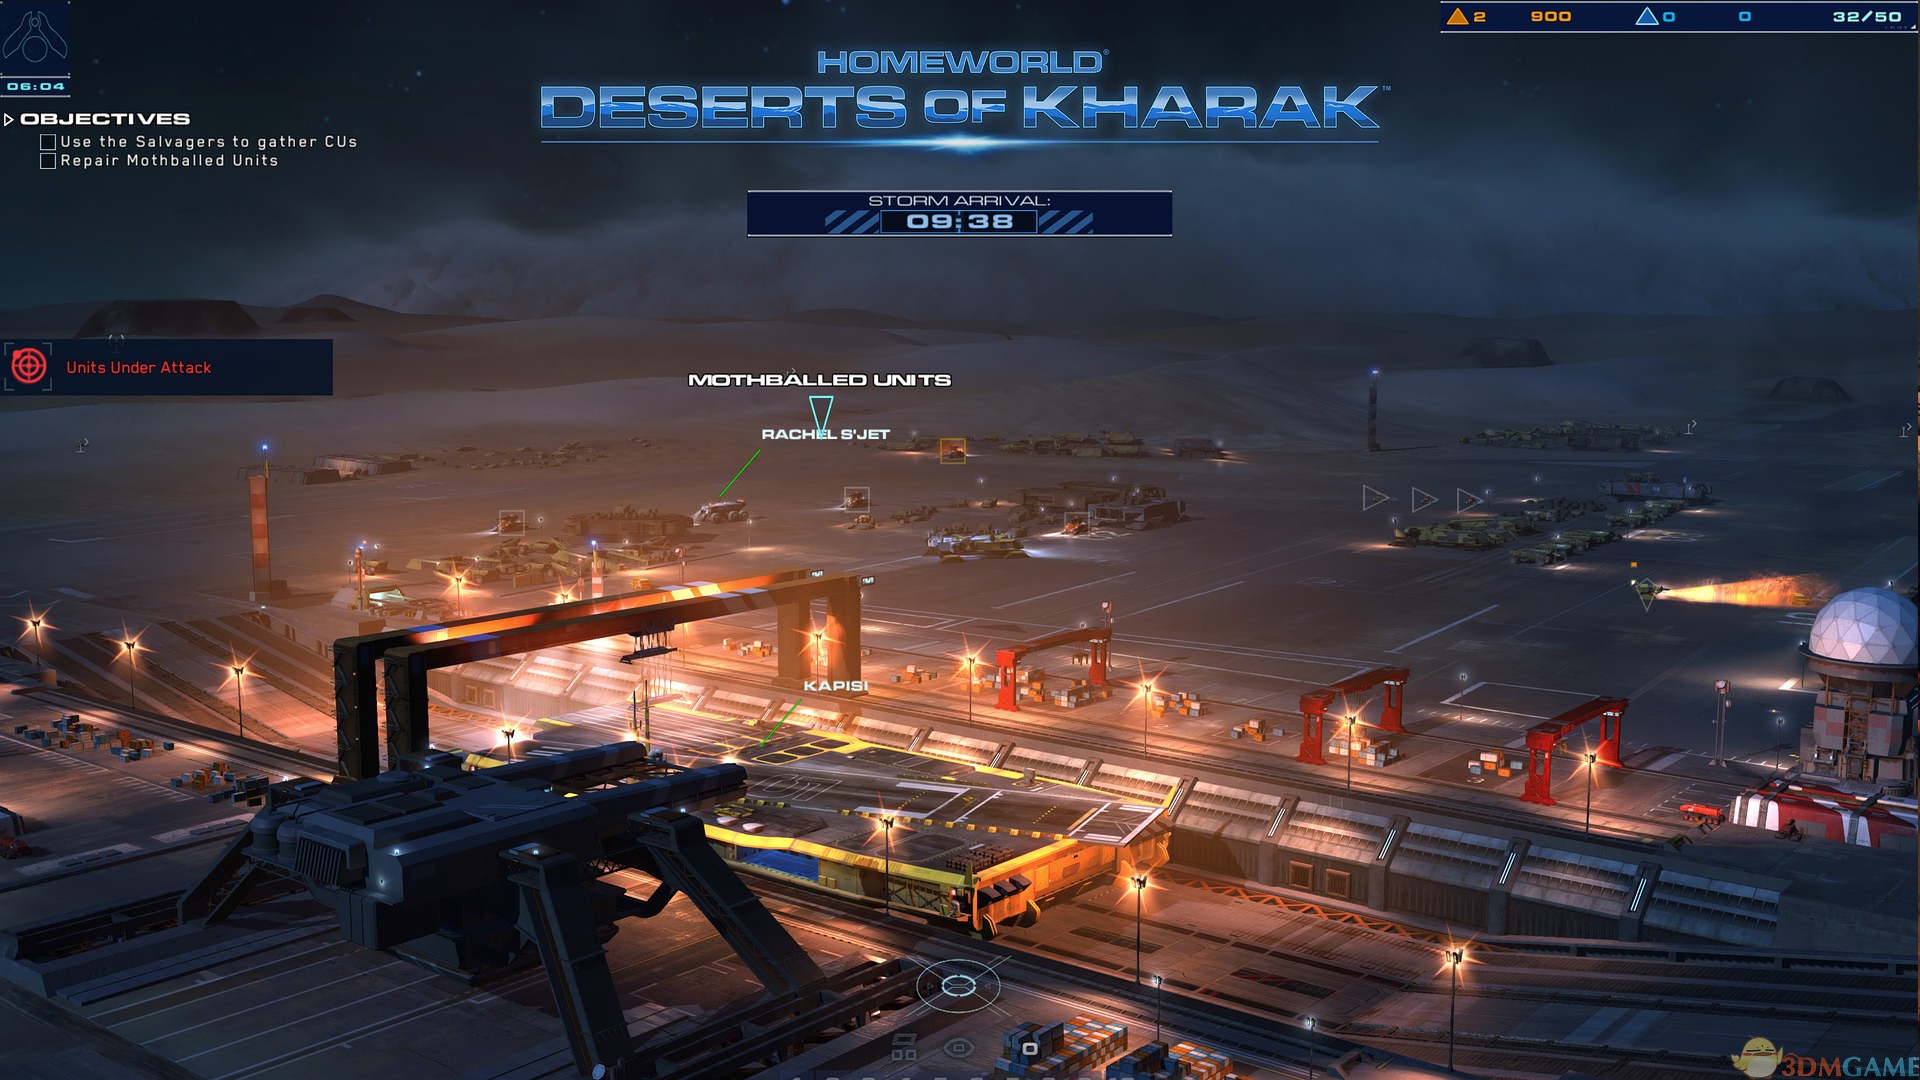 2 900 0 0 32/50
HOMEWORLD®
DESERTS OF KHARAK™
06:04
OBJECTIVES
Use the Salvagers to gather CUs
Repair Mothballed Units
STORM ARRIVAL:
09:38
Units Under Attack
MOTHBALLED UNITS
RACHEL S'JET
KAPISI
3DMGAME